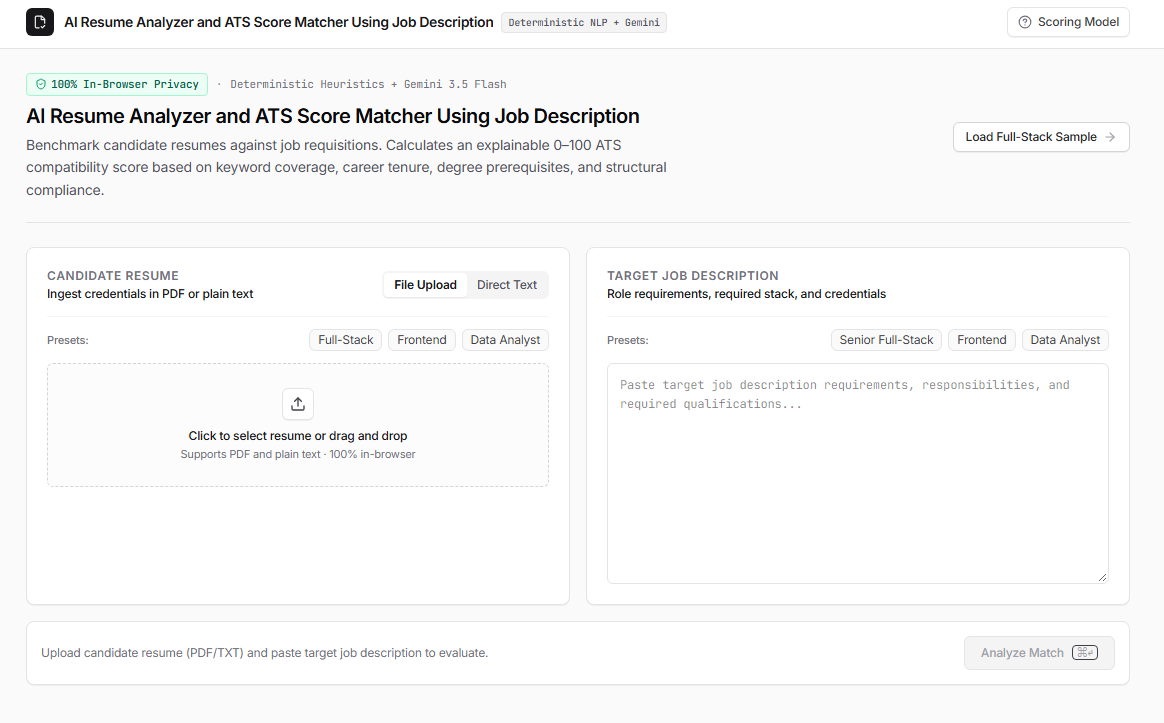 AI Resume Analyzer and ATS Score Matcher Using Job Description
Deterministic NLP + Gemini
Scoring Model
100% In-Browser Privacy · Deterministic Heuristics + Gemini 3.5 Flash
AI Resume Analyzer and ATS Score Matcher Using Job Description
Benchmark candidate resumes against job requisitions. Calculates an explainable 0–100 ATS
compatibility score based on keyword coverage, career tenure, degree prerequisites, and structural
compliance.
Load Full-Stack Sample →
CANDIDATE RESUME
Ingest credentials in PDF or plain text
File Upload
Direct Text
Presets:
Full-Stack
Frontend
Data Analyst
Click to select resume or drag and drop
Supports PDF and plain text · 100% in-browser
TARGET JOB DESCRIPTION
Role requirements, required stack, and credentials
Presets:
Senior Full-Stack
Frontend
Data Analyst
Paste target job description requirements, responsibilities, and
required qualifications...
Upload candidate resume (PDF/TXT) and paste target job description to evaluate.
Analyze Match ⌘↵